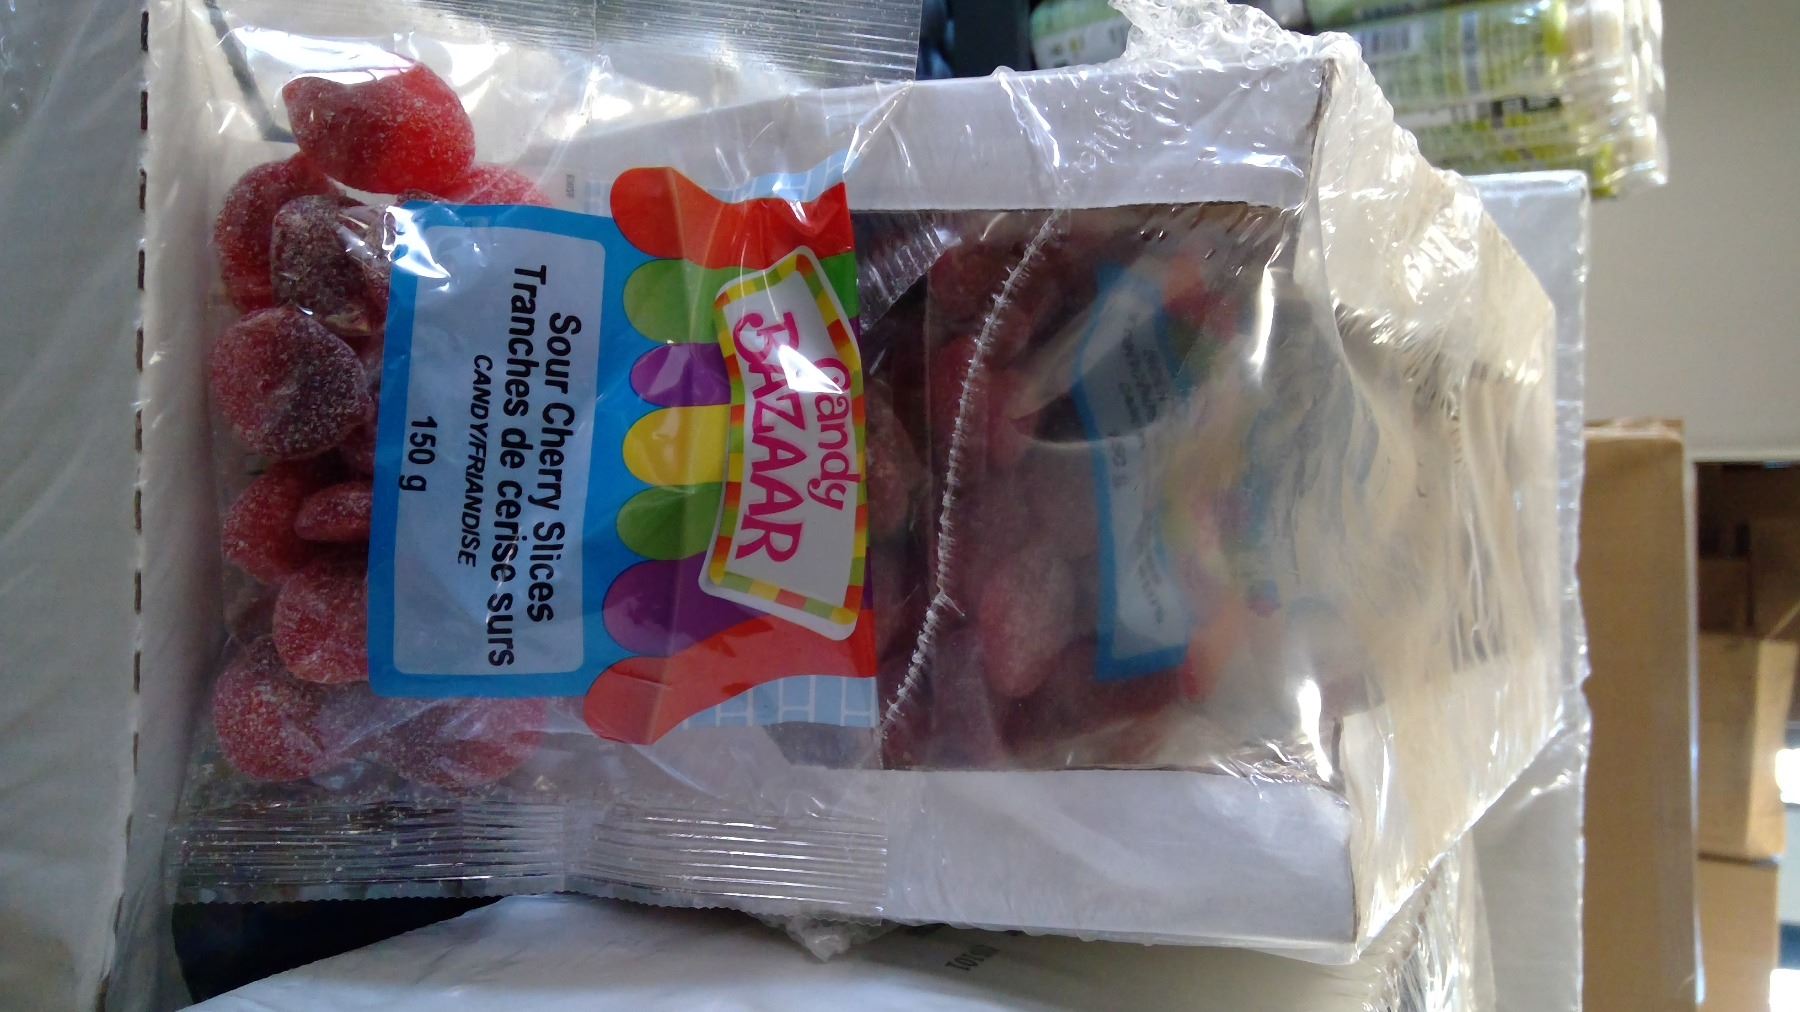 Candy
BAZAAR
Sour Cherry Slices
Tranches de cerise surs
CANDY/FRIANDISE
150 g